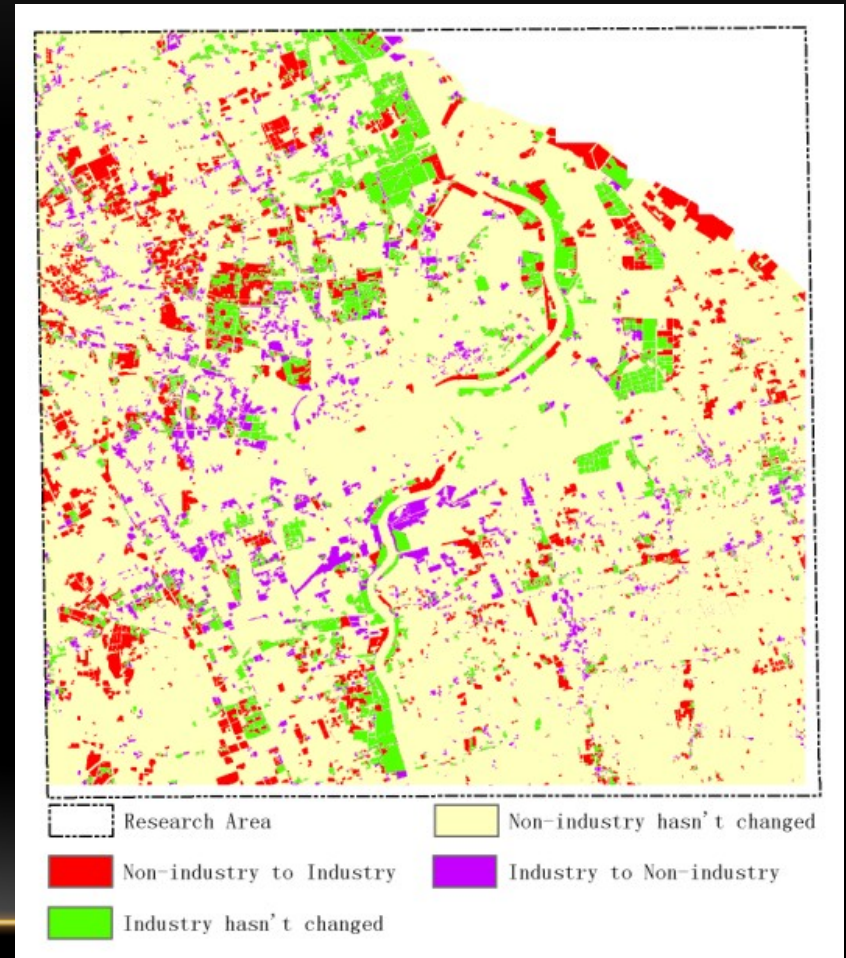 Research Area
Non-industry hasn't changed
Non-industry to Industry
Industry to Non-industry
Industry hasn't changed